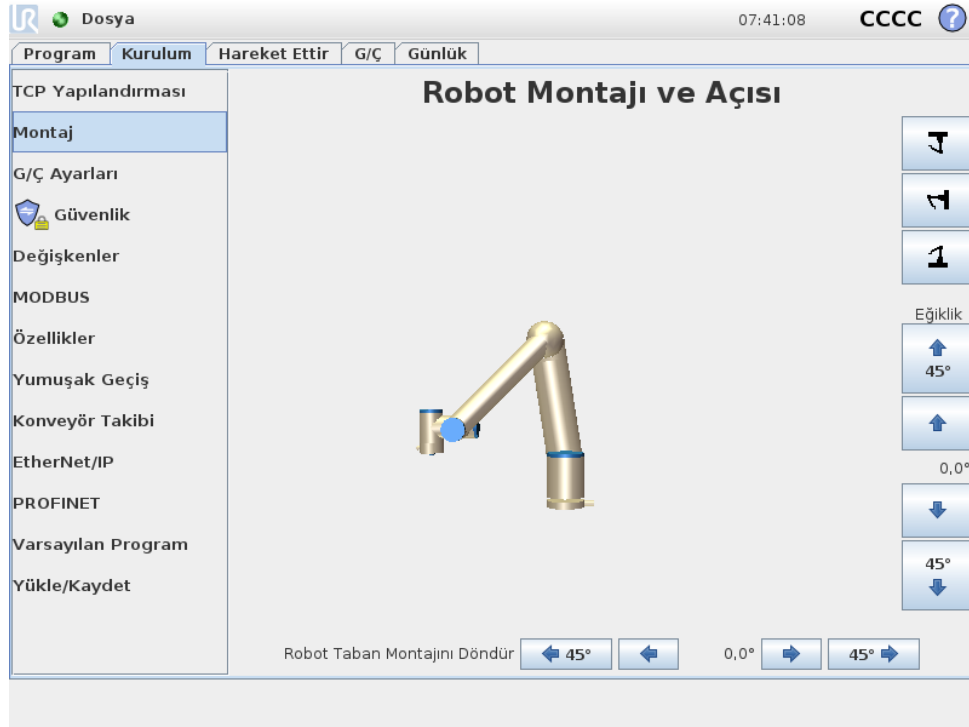 UR Dosya 07:41:08 CCCC ?
Program Kurulum Hareket Ettir G/Ç Günlük
TCP Yapılandırması
Montaj
G/Ç Ayarları
Güvenlik
Değişkenler
MODBUS
Özellikler
Yumuşak Geçiş
Konveyör Takibi
EtherNet/IP
PROFINET
Varsayılan Program
Yükle/Kaydet
Robot Montajı ve Açısı
Eğiklik
45°
0,0°
45°
Robot Taban Montajını Döndür 45° 0,0° 45°